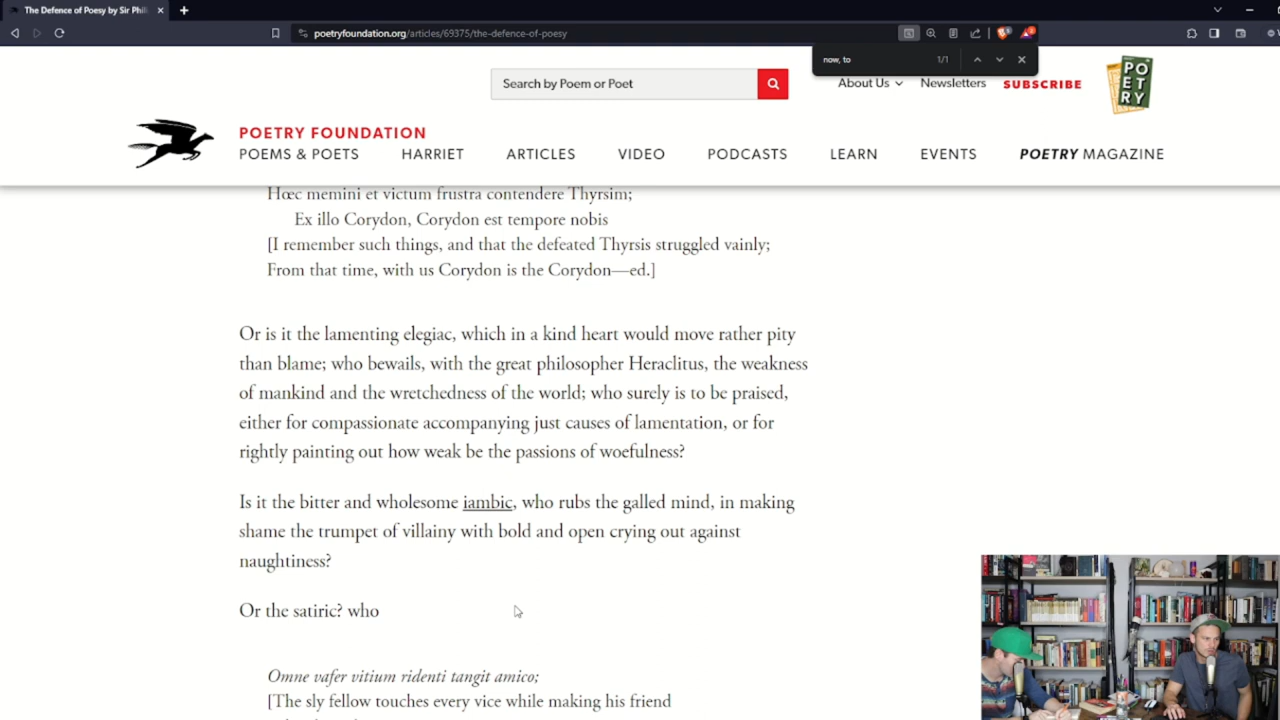 The Defence of Poesy by Sir Phil
poetryfoundation.org/articles/69375/the-defence-of-poesy
now, to
1/1
Search by Poem or Poet
About Us
Newsletters
SUBSCRIBE
PO
ET
RY
POETRY FOUNDATION
POEMS & POETS
HARRIET
ARTICLES
VIDEO
PODCASTS
LEARN
EVENTS
POETRY MAGAZINE
Hœc memini et victum frustra contendere Thyrsim;
Ex illo Corydon, Corydon est tempore nobis
[I remember such things, and that the defeated Thyrsis struggled vainly;
From that time, with us Corydon is the Corydon—ed.]
Or is it the lamenting elegiac, which in a kind heart would move rather pity
than blame; who bewails, with the great philosopher Heraclitus, the weakness
of mankind and the wretchedness of the world; who surely is to be praised,
either for compassionate accompanying just causes of lamentation, or for
rightly painting out how weak be the passions of woefulness?
Is it the bitter and wholesome iambic, who rubs the galled mind, in making
shame the trumpet of villainy with bold and open crying out against
naughtiness?
Or the satiric? who
Omne vafer vitium ridenti tangit amico;
[The sly fellow touches every vice while making his friend